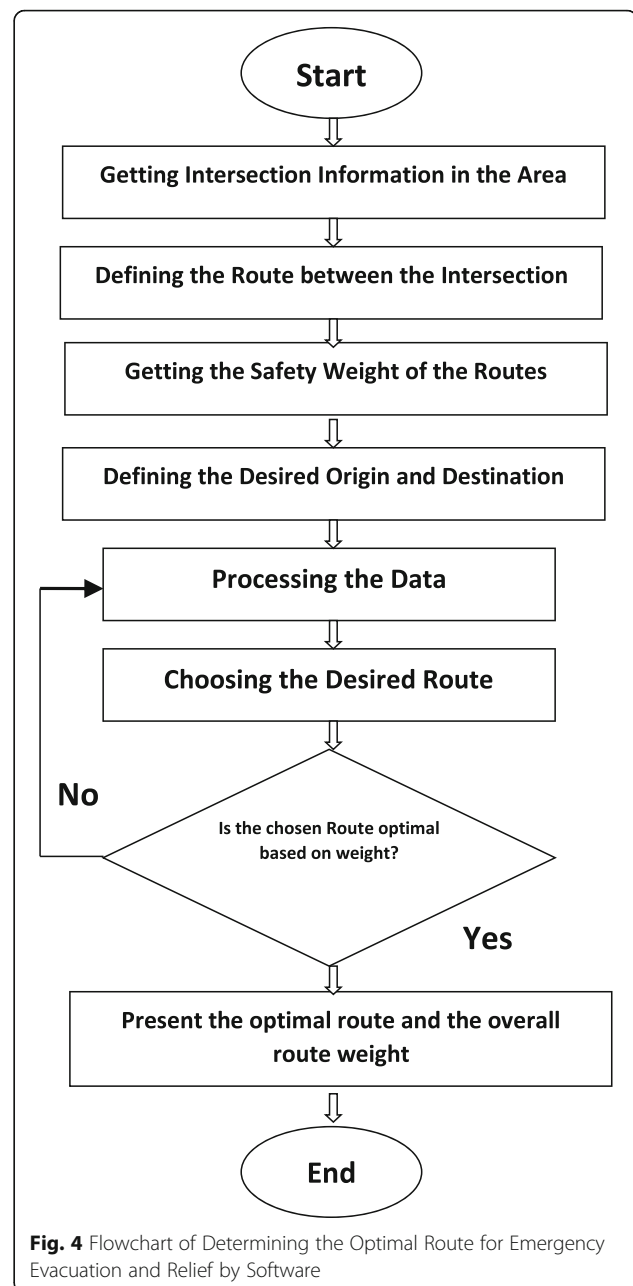 Start
Getting Intersection Information in the Area
Defining the Route between the Intersection
Getting the Safety Weight of the Routes
Defining the Desired Origin and Destination
Processing the Data
Choosing the Desired Route
No
Is the chosen Route optimal
based on weight?
Yes
Present the optimal route and the overall
route weight
End
Fig. 4 Flowchart of Determining the Optimal Route for Emergency
Evacuation and Relief by Software